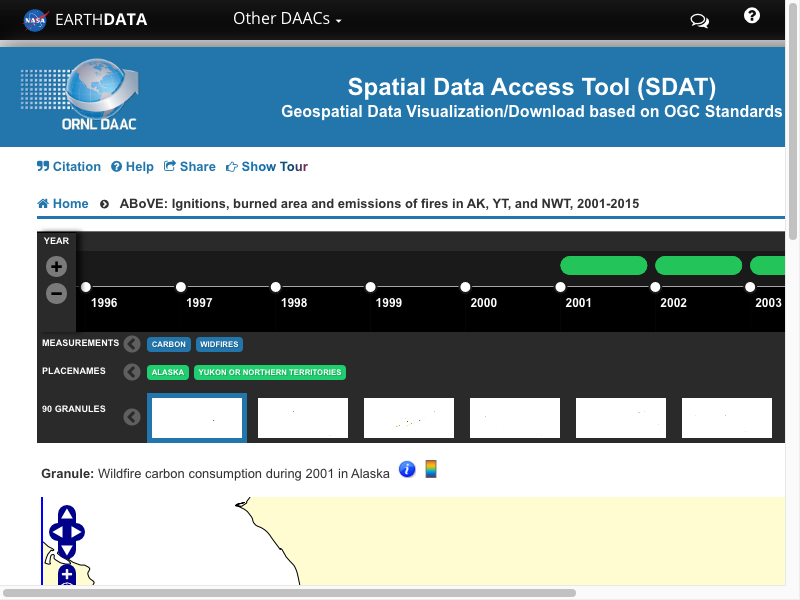 NASA EARTHDATA Other DAACs ?
Spatial Data Access Tool (SDAT)
Geospatial Data Visualization/Download based on OGC Standards
ORNL DAAC
Citation Help Share Show Tour
Home ABoVE: Ignitions, burned area and emissions of fires in AK, YT, and NWT, 2001-2015
YEAR
1996 1997 1998 1999 2000 2001 2002 2003
MEASUREMENTS CARBON WIDFIRES
PLACENAMES ALASKA YUKON OR NORTHERN TERRITORIES
90 GRANULES
Granule: Wildfire carbon consumption during 2001 in Alaska i